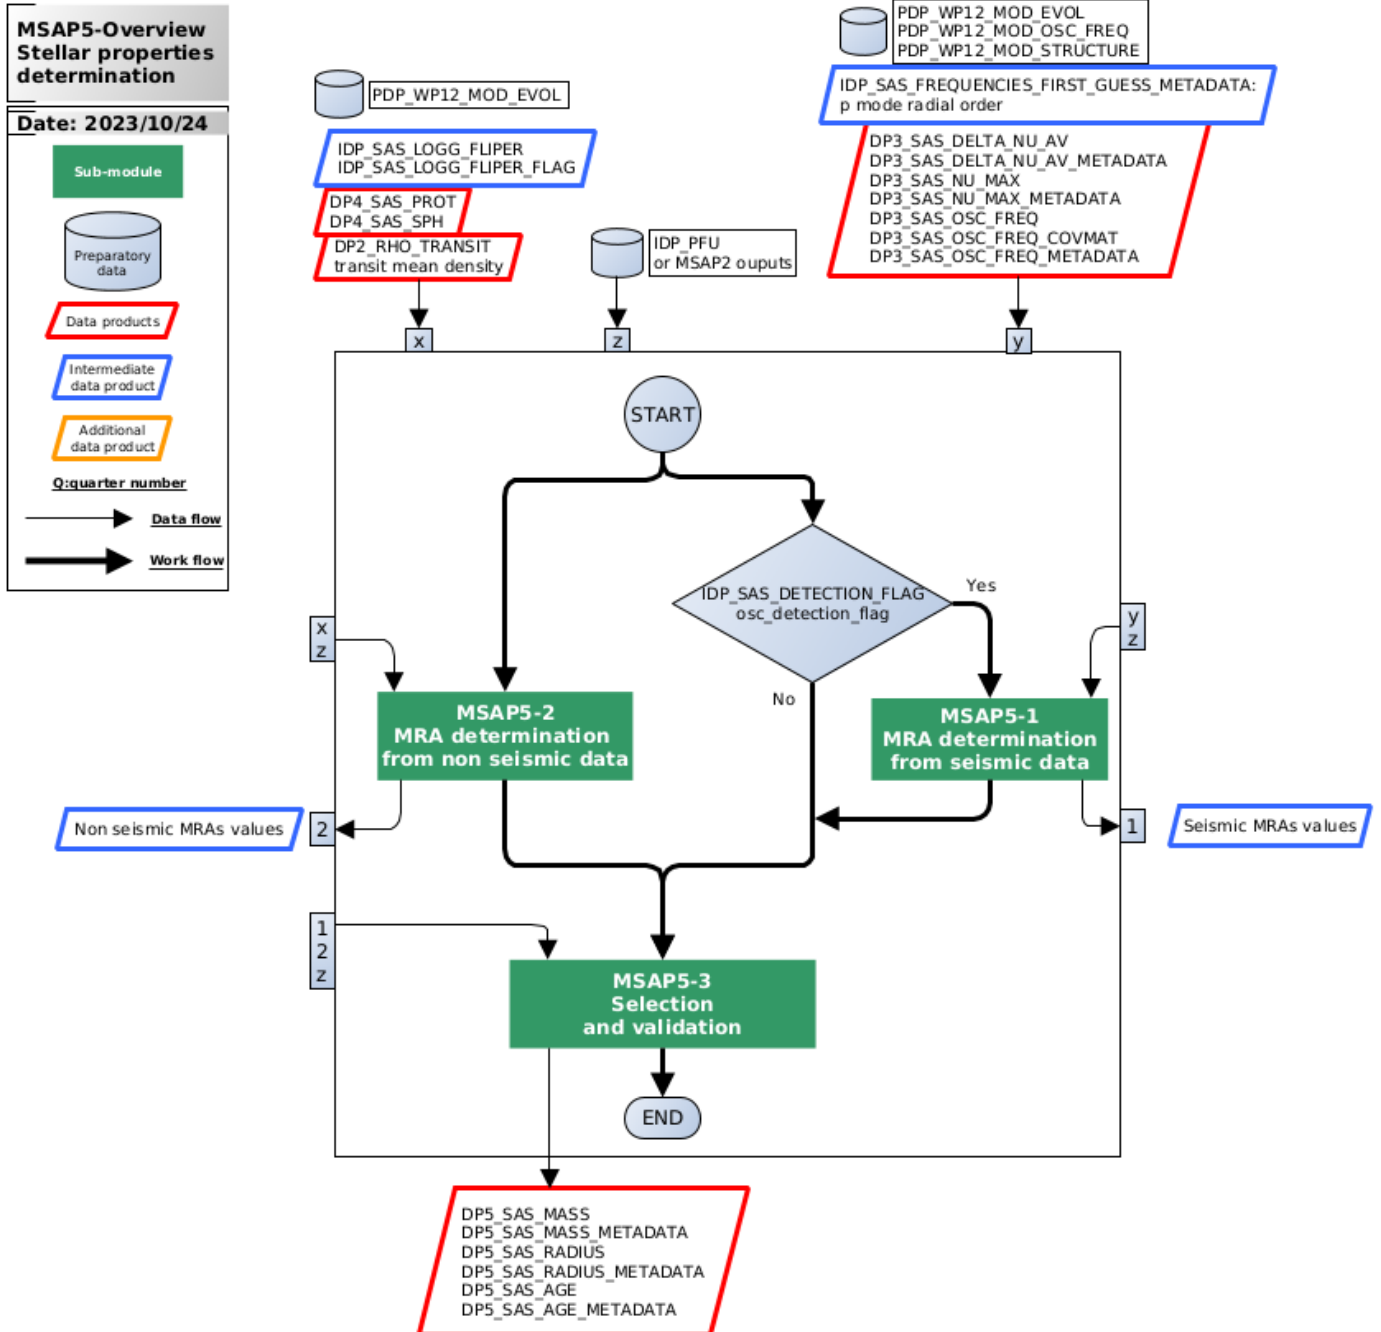 MSAP5-Overview
Stellar properties
determination
Date: 2023/10/24
Sub-module
Preparatory
data
Data products
Intermediate
data product
Additional
data product
Q:quarter number
Data flow
Work flow
PDP_WP12_MOD_EVOL
IDP_SAS_LOGG_FLIPER
IDP_SAS_LOGG_FLIPER_FLAG
DP4_SAS_PROT
DP4_SAS_SPH
DP2_RHO_TRANSIT
transit mean density
x
IDP_PFU
or MSAP2 ouputs
z
PDP_WP12_MOD_EVOL
PDP_WP12_MOD_OSC_FREQ
PDP_WP12_MOD_STRUCTURE
IDP_SAS_FREQUENCIES_FIRST_GUESS_METADATA:
p mode radial order
DP3_SAS_DELTA_NU_AV
DP3_SAS_DELTA_NU_AV_METADATA
DP3_SAS_NU_MAX
DP3_SAS_NU_MAX_METADATA
DP3_SAS_OSC_FREQ
DP3_SAS_OSC_FREQ_COVMAT
DP3_SAS_OSC_FREQ_METADATA
y
START
IDP_SAS_DETECTION_FLAG
osc_detection_flag
Yes
No
x
z
y
z
MSAP5-2
MRA determination
from non seismic data
MSAP5-1
MRA determination
from seismic data
Non seismic MRAs values
2
1
Seismic MRAs values
1
2
z
MSAP5-3
Selection
and validation
END
DP5_SAS_MASS
DP5_SAS_MASS_METADATA
DP5_SAS_RADIUS
DP5_SAS_RADIUS_METADATA
DP5_SAS_AGE
DP5_SAS_AGE_METADATA